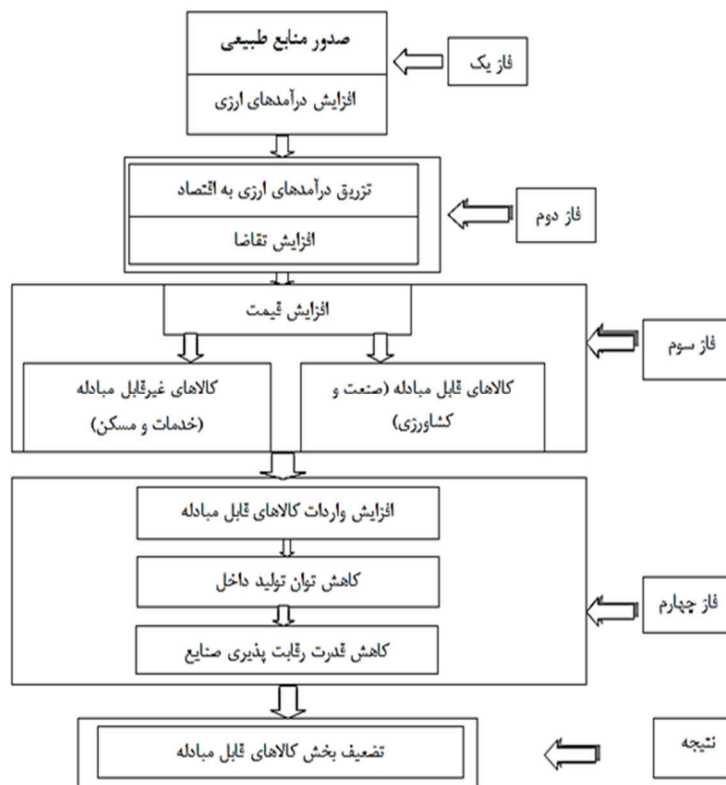 صدور منابع طبیعی
فاز یک
افزایش درآمدهای ارزی
تزریق درآمدهای ارزی به اقتصاد
فاز دوم
افزایش تقاضا
افزایش قیمت
فاز سوم
کالاهای قابل مبادله (صنعت و
کشاورزی)
کالاهای غیرقابل مبادله
(خدمات و مسکن)
افزایش واردات کالاهای قابل مبادله
کاهش توان تولید داخل
فاز چهارم
کاهش قدرت رقابت پذیری صنایع
نتیجه
تضعیف بخش کالاهای قابل مبادله